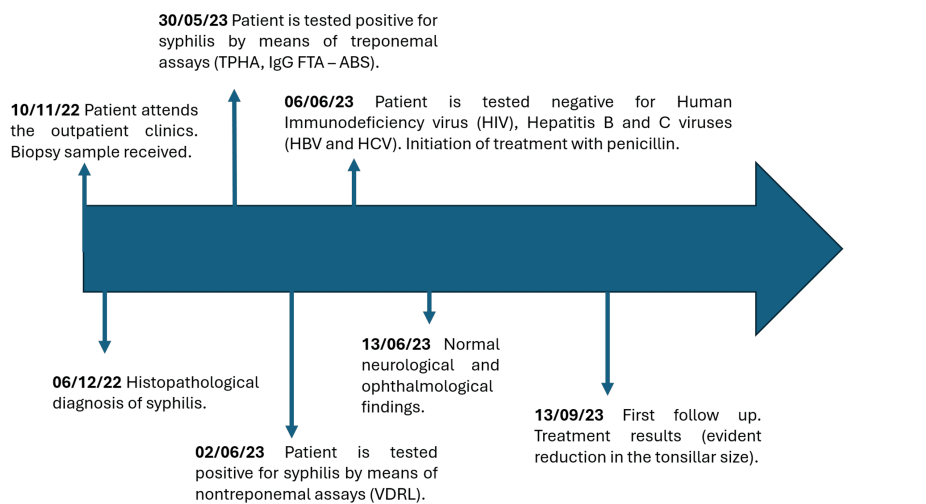 30/05/23 Patient is tested positive for
syphilis by means of treponemal
assays (TPHA, IgG FTA – ABS).
10/11/22 Patient attends
the outpatient clinics.
Biopsy sample received.
06/06/23 Patient is tested negative for Human
Immunodeficiency virus (HIV), Hepatitis B and C viruses
(HBV and HCV). Initiation of treatment with penicillin.
06/12/22 Histopathological
diagnosis of syphilis.
02/06/23 Patient is tested
positive for syphilis by means of
nontreponemal assays (VDRL).
13/06/23 Normal
neurological and
ophthalmological
findings.
13/09/23 First follow up.
Treatment results (evident
reduction in the tonsillar size).